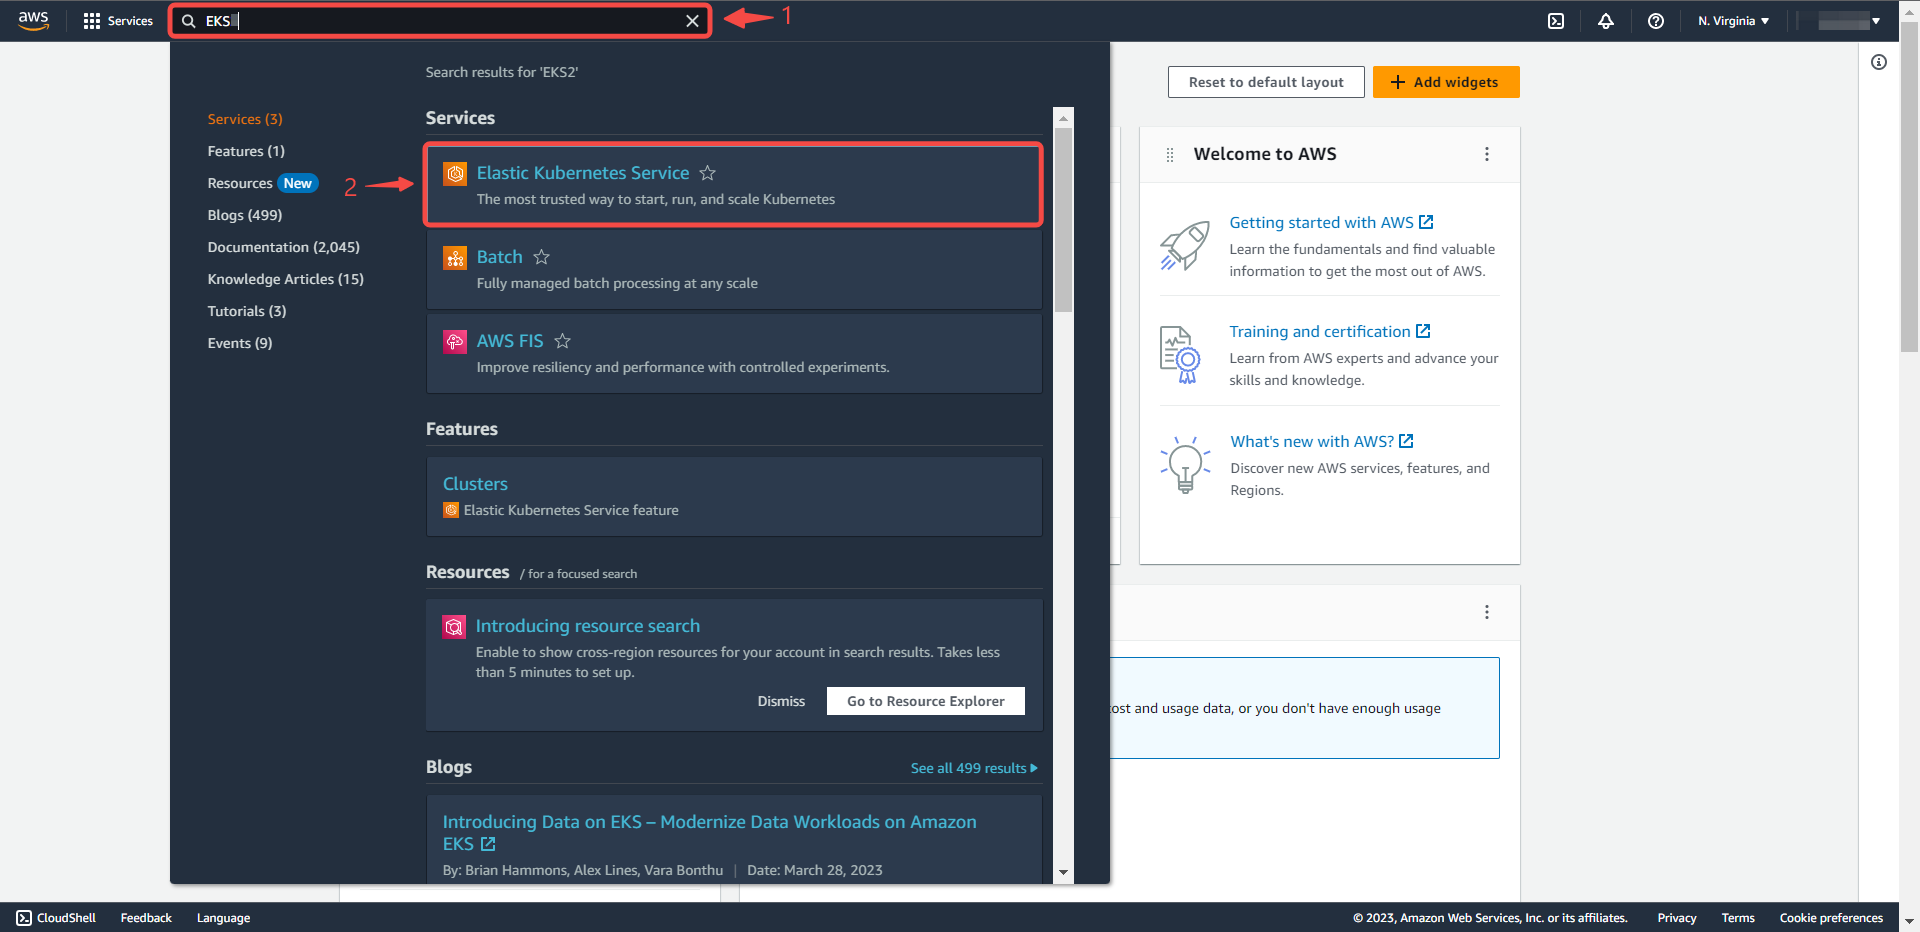 aws
Services
EKS
1
N. Virginia
Search results for 'EKS2'
Services (3)
Features (1)
Resources New
Blogs (499)
Documentation (2,045)
Knowledge Articles (15)
Tutorials (3)
Events (9)
Services
2
Elastic Kubernetes Service
The most trusted way to start, run, and scale Kubernetes
Batch
Fully managed batch processing at any scale
AWS FIS
Improve resiliency and performance with controlled experiments.
Features
Clusters
Elastic Kubernetes Service feature
Resources / for a focused search
Introducing resource search
Enable to show cross-region resources for your account in search results. Takes less
than 5 minutes to set up.
Dismiss
Go to Resource Explorer
Blogs
See all 499 results
Introducing Data on EKS – Modernize Data Workloads on Amazon
EKS
By: Brian Hammons, Alex Lines, Vara Bonthu | Date: March 28, 2023
Reset to default layout
+ Add widgets
Welcome to AWS
Getting started with AWS
Learn the fundamentals and find valuable
information to get the most out of AWS.
Training and certification
Learn from AWS experts and advance your
skills and knowledge.
What's new with AWS?
Discover new AWS services, features, and
Regions.
cost and usage data, or you don't have enough usage
CloudShell
Feedback
Language
© 2023, Amazon Web Services, Inc. or its affiliates.
Privacy
Terms
Cookie preferences